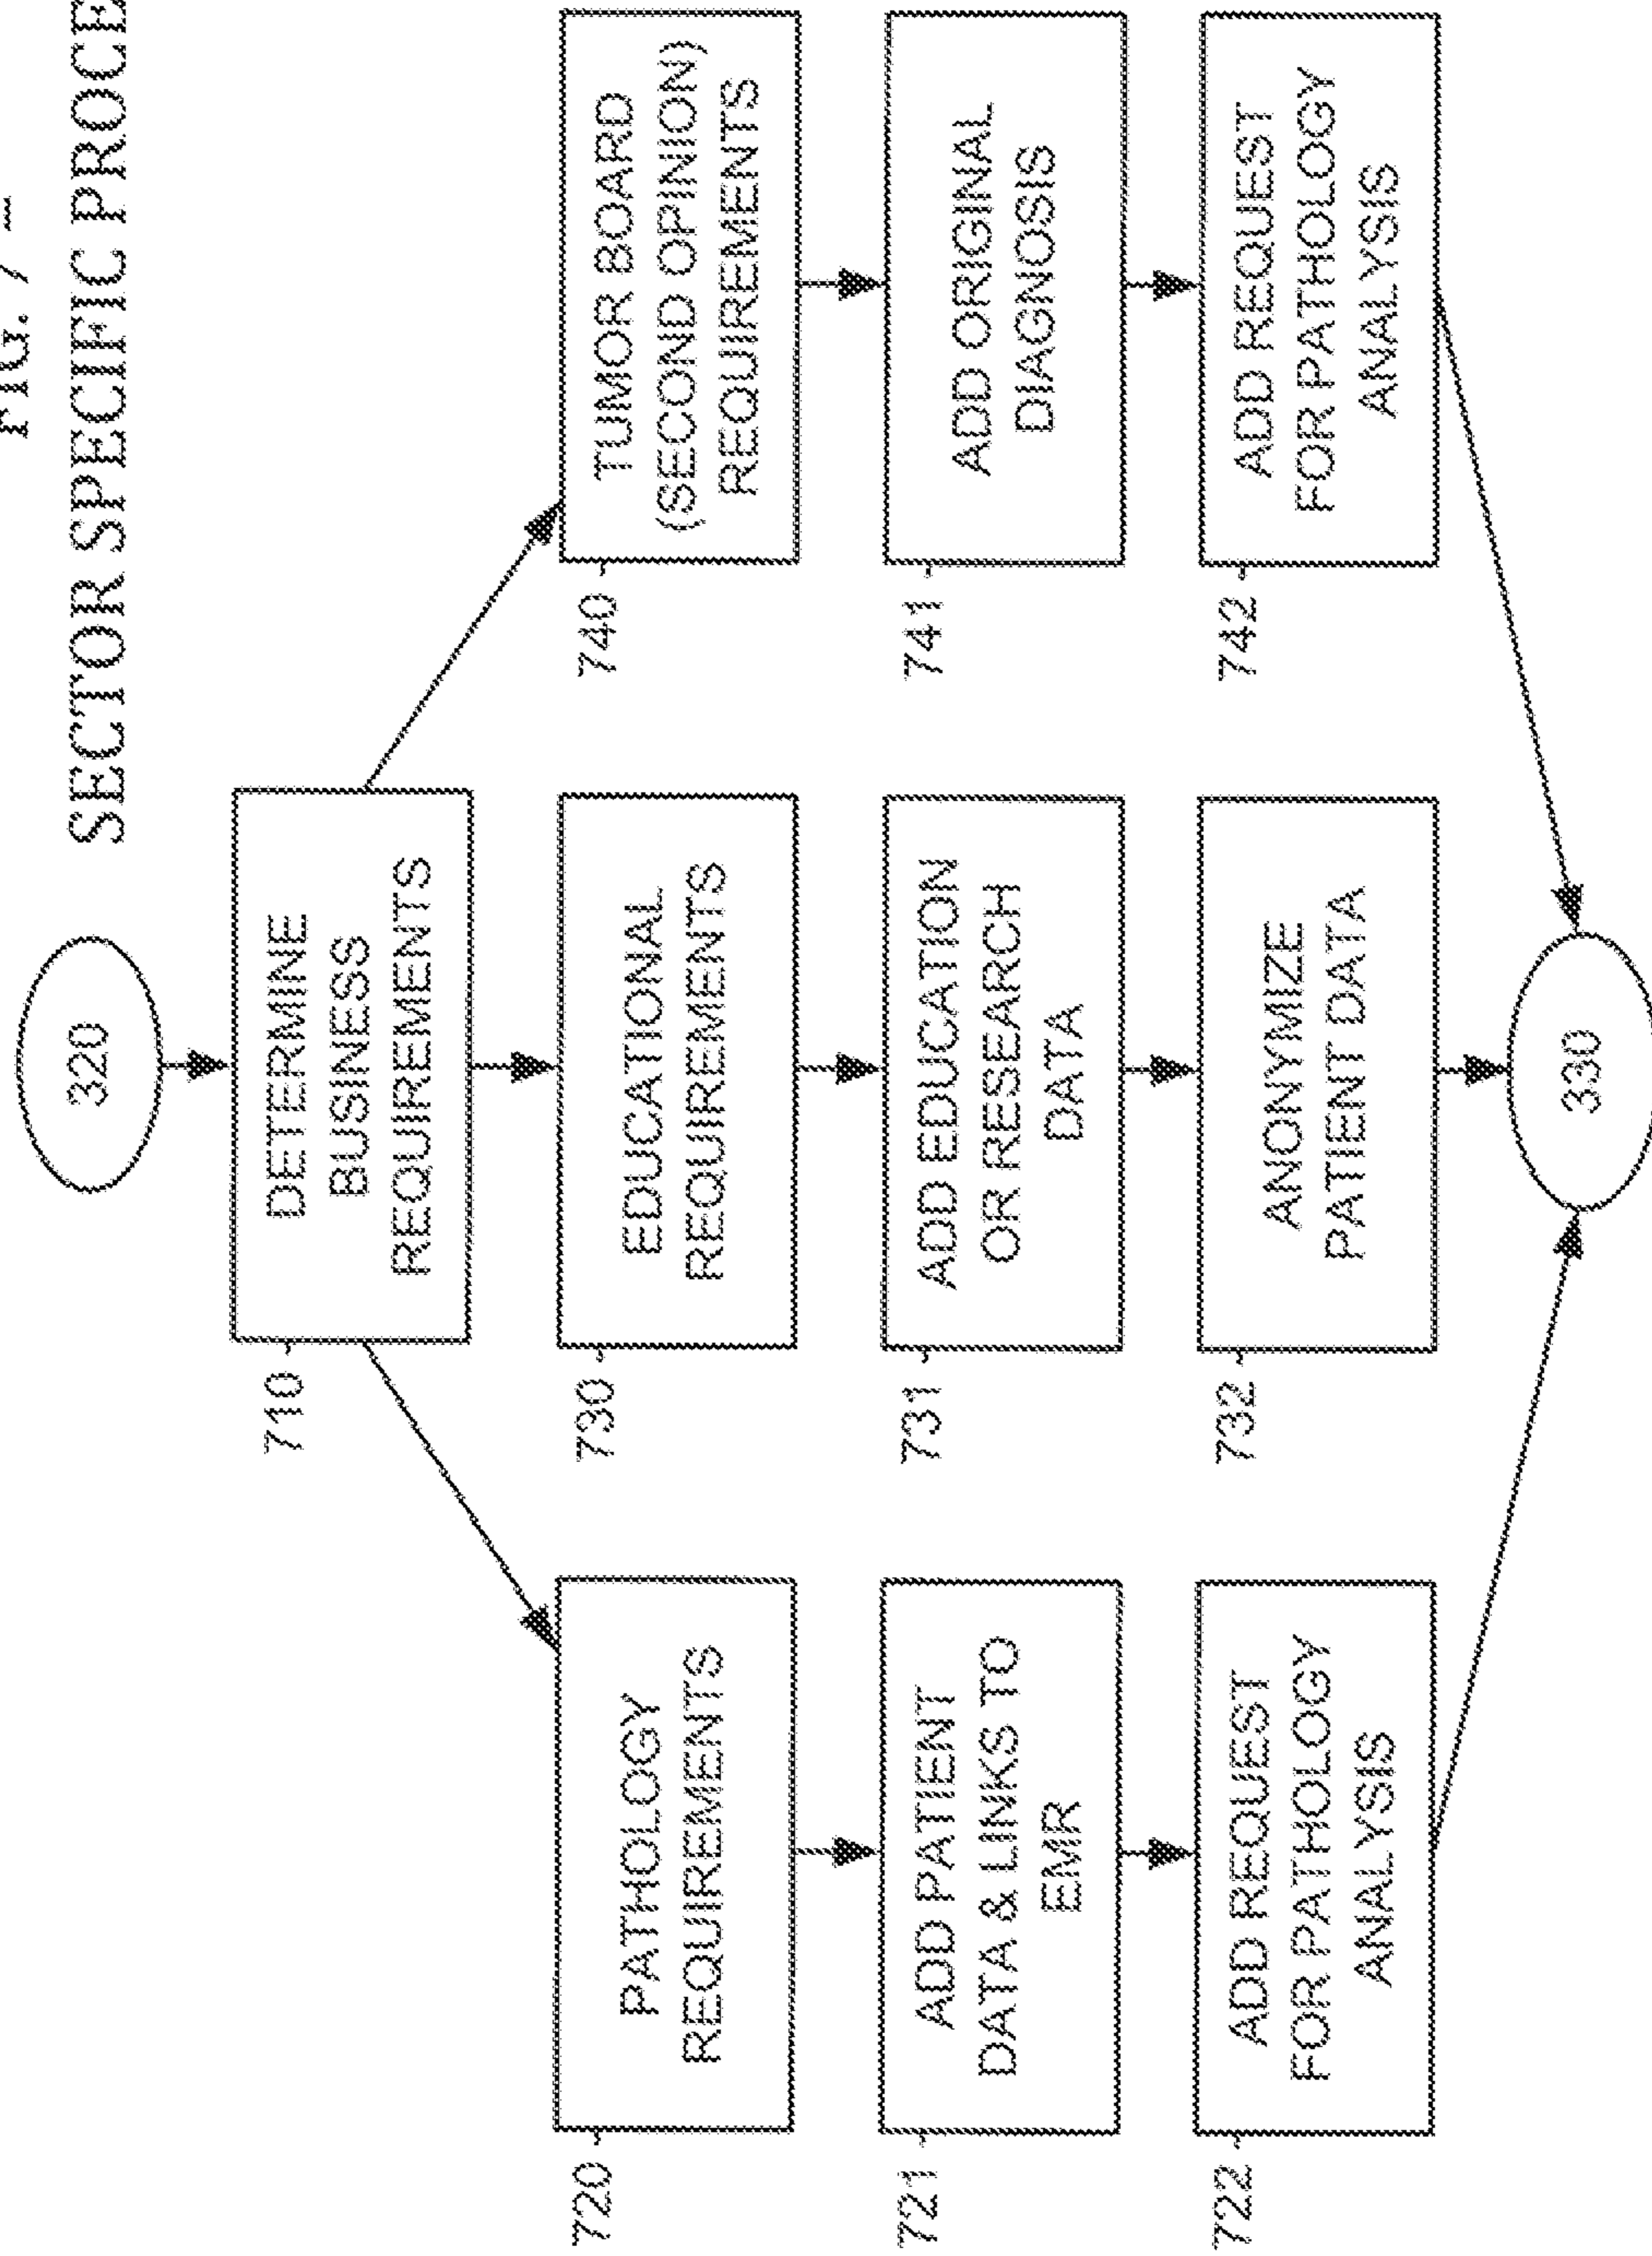 FIG. 7 –
SECTOR SPECIFIC
320
710
DETERMINE
BUSINESS
REQUIREMENTS
720
PATHOLOGY
REQUIREMENTS
730
EDUCATIONAL
REQUIREMENTS
740
TUMOR BOARD
(SECOND OPINION)
REQUIREMENTS
721
ADD PATIENT
DATA & LINKS TO
EMR
731
ADD EDUCATION
OR RESEARCH
DATA
741
ADD ORIGINAL
DIAGNOSIS
722
ADD REQUEST
FOR PATHOLOGY
ANALYSIS
732
ANONYMIZE
PATIENT DATA
742
ADD REQUEST
FOR PATHOLOGY
ANALYSIS
330